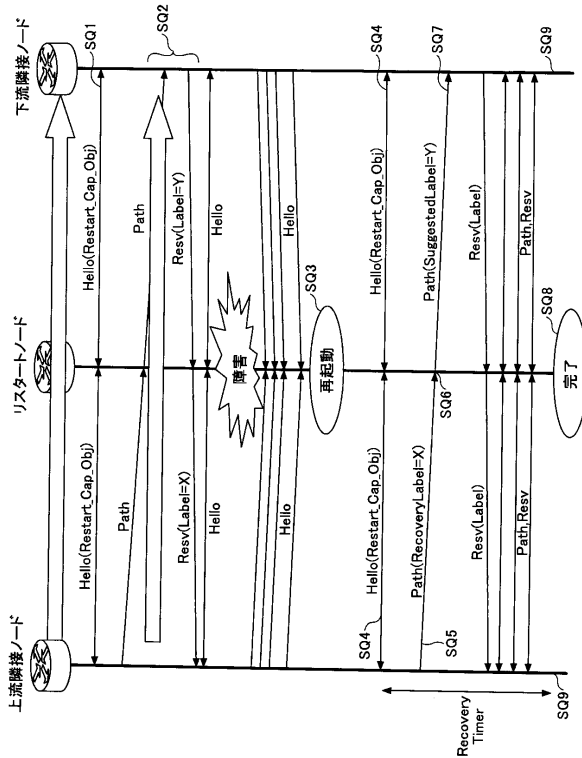 上流隣接ノード
リスタートノード
下流隣接ノード
Hello(Restart_Cap_Obj)
Hello(Restart_Cap_Obj)
SQ1
Path
Path
SQ2
Resv(Label=X)
Resv(Label=Y)
Hello
Hello
障害
Hello
Hello
SQ3
再起動
SQ4
Hello(Restart_Cap_Obj)
Hello(Restart_Cap_Obj)
SQ4
Path(RecoveryLabel=X)
SQ5
SQ6
Path(SuggestedLabel=Y)
SQ7
Recovery
Timer
Resv(Label)
Resv(Label)
Path,Resv
Path,Resv
SQ8
完了
SQ9
SQ9